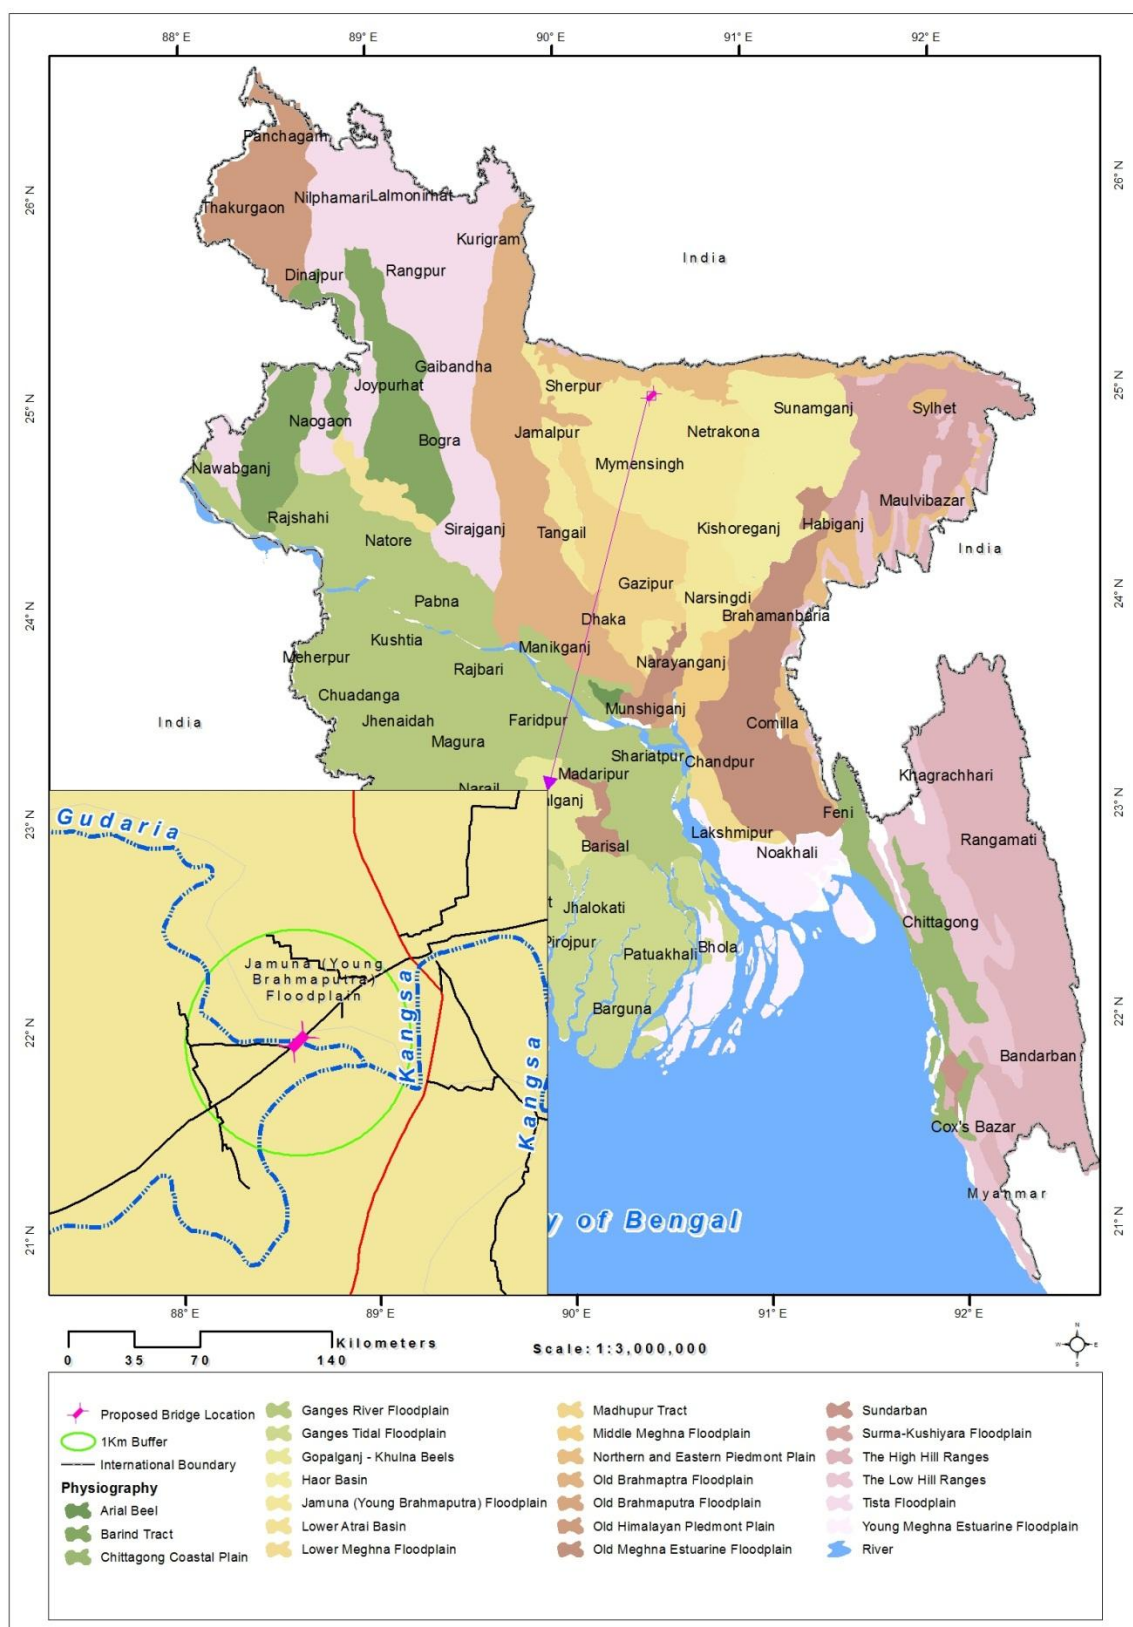 88° E 89° E 90° E 91° E 92° E
26° N
25° N
24° N
23° N
22° N
21° N
26° N
25° N
24° N
23° N
22° N
21° N
Panchagarh
Nilphamari
Lalmonirhat
Thakurgaon
Kurigram
India
Dinajpur
Rangpur
Gaibandha
Sherpur
Joypurhat
Sunamganj
Sylhet
Naogaon
Jamalpur
Netrakona
Bogra
Nawabganj
Mymensingh
Maulvibazar
Rajshahi
Sirajganj
Tangail
Kishoreganj
Habiganj
Natore
India
Gazipur
Pabna
Narsingdi
Dhaka
Brahamanbaria
Kushtia
Manikganj
Meherpur
Rajbari
Narayanganj
Chuadanga
Munshiganj
India
Jhenaidah
Faridpur
Comilla
Magura
Shariatpur
Chandpur
Madaripur
Khagrachhari
Narail
alganj
Feni
Lakshmipur
Rangamati
Barisal
Noakhali
Jhalokati
Chittagong
Pirojpur
Patuakhali
Bhola
Barguna
Bandarban
Cox's Bazar
Myanmar
y of Bengal
Gudaria
Jamuna (Young
Brahmaputra)
Floodplain
Kangsa
Kangsa
88° E 89° E 90° E 91° E 92° E
Kilometers
0 35 70 140
Scale: 1:3,000,000
N
W E
S
Proposed Bridge Location
1Km Buffer
International Boundary
Physiography
Arial Beel
Barind Tract
Chittagong Coastal Plain
Ganges River Floodplain
Ganges Tidal Floodplain
Gopalganj - Khulna Beels
Haor Basin
Jamuna (Young Brahmaputra) Floodplain
Lower Atrai Basin
Lower Meghna Floodplain
Madhupur Tract
Middle Meghna Floodplain
Northern and Eastern Piedmont Plain
Old Brahmaptra Floodplain
Old Brahmaputra Floodplain
Old Himalayan Piedmont Plain
Old Meghna Estuarine Floodplain
Sundarban
Surma-Kushiyara Floodplain
The High Hill Ranges
The Low Hill Ranges
Tista Floodplain
Young Meghna Estuarine Floodplain
River